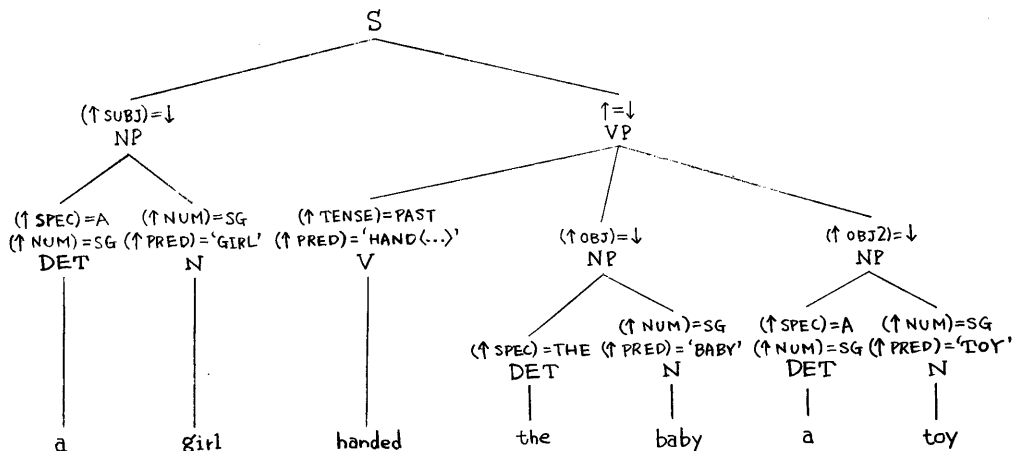 S
(↑ SUBJ)=↓ ↑=↓
NP VP
(↑ SPEC)=A (↑ NUM)=SG (↑ TENSE)=PAST
(↑ NUM)=SG (↑ PRED)='GIRL' (↑ PRED)='HAND⟨...⟩' (↑ OBJ)=↓ (↑ OBJ2)=↓
DET N V NP NP
(↑ NUM)=SG (↑ SPEC)=A (↑ NUM)=SG
(↑ SPEC)=THE (↑ PRED)='BABY' (↑ NUM)=SG (↑ PRED)='TOY'
DET N DET N
a girl handed the baby a toy